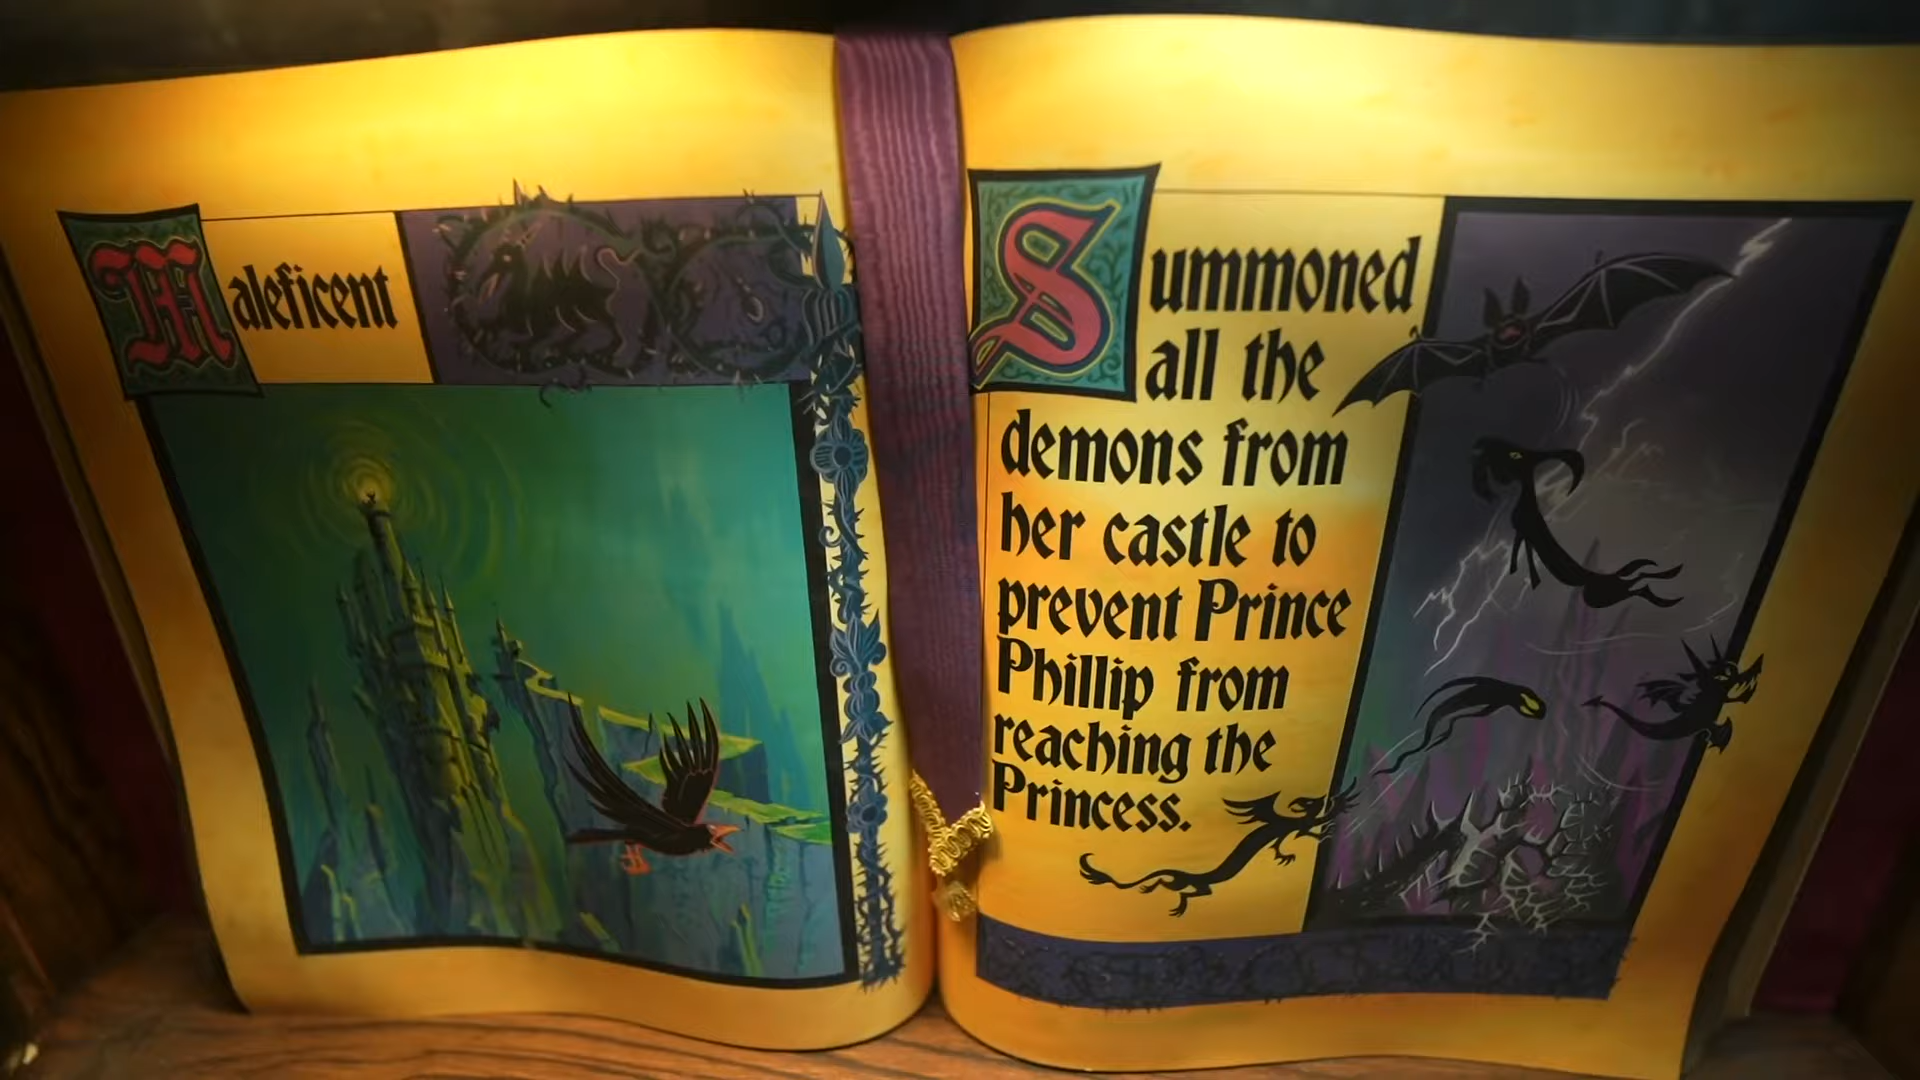 Maleficent
Summoned
all the
demons from
her castle to
prevent Prince
Phillip from
reaching the
Princess.